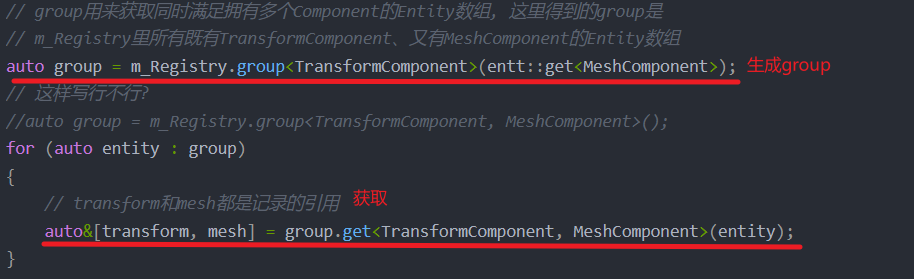 // group用来获取同时满足拥有多个Component的Entity数组, 这里得到的group是
// m_Registry里所有既有TransformComponent、又有MeshComponent的Entity数组
auto group = m_Registry.group<TransformComponent>(entt::get<MeshComponent>); 生成group
// 这样写行不行?
//auto group = m_Registry.group<TransformComponent, MeshComponent>();
for (auto entity : group)
{
// transform和mesh都是记录的引用 获取
auto&[transform, mesh] = group.get<TransformComponent, MeshComponent>(entity);
}